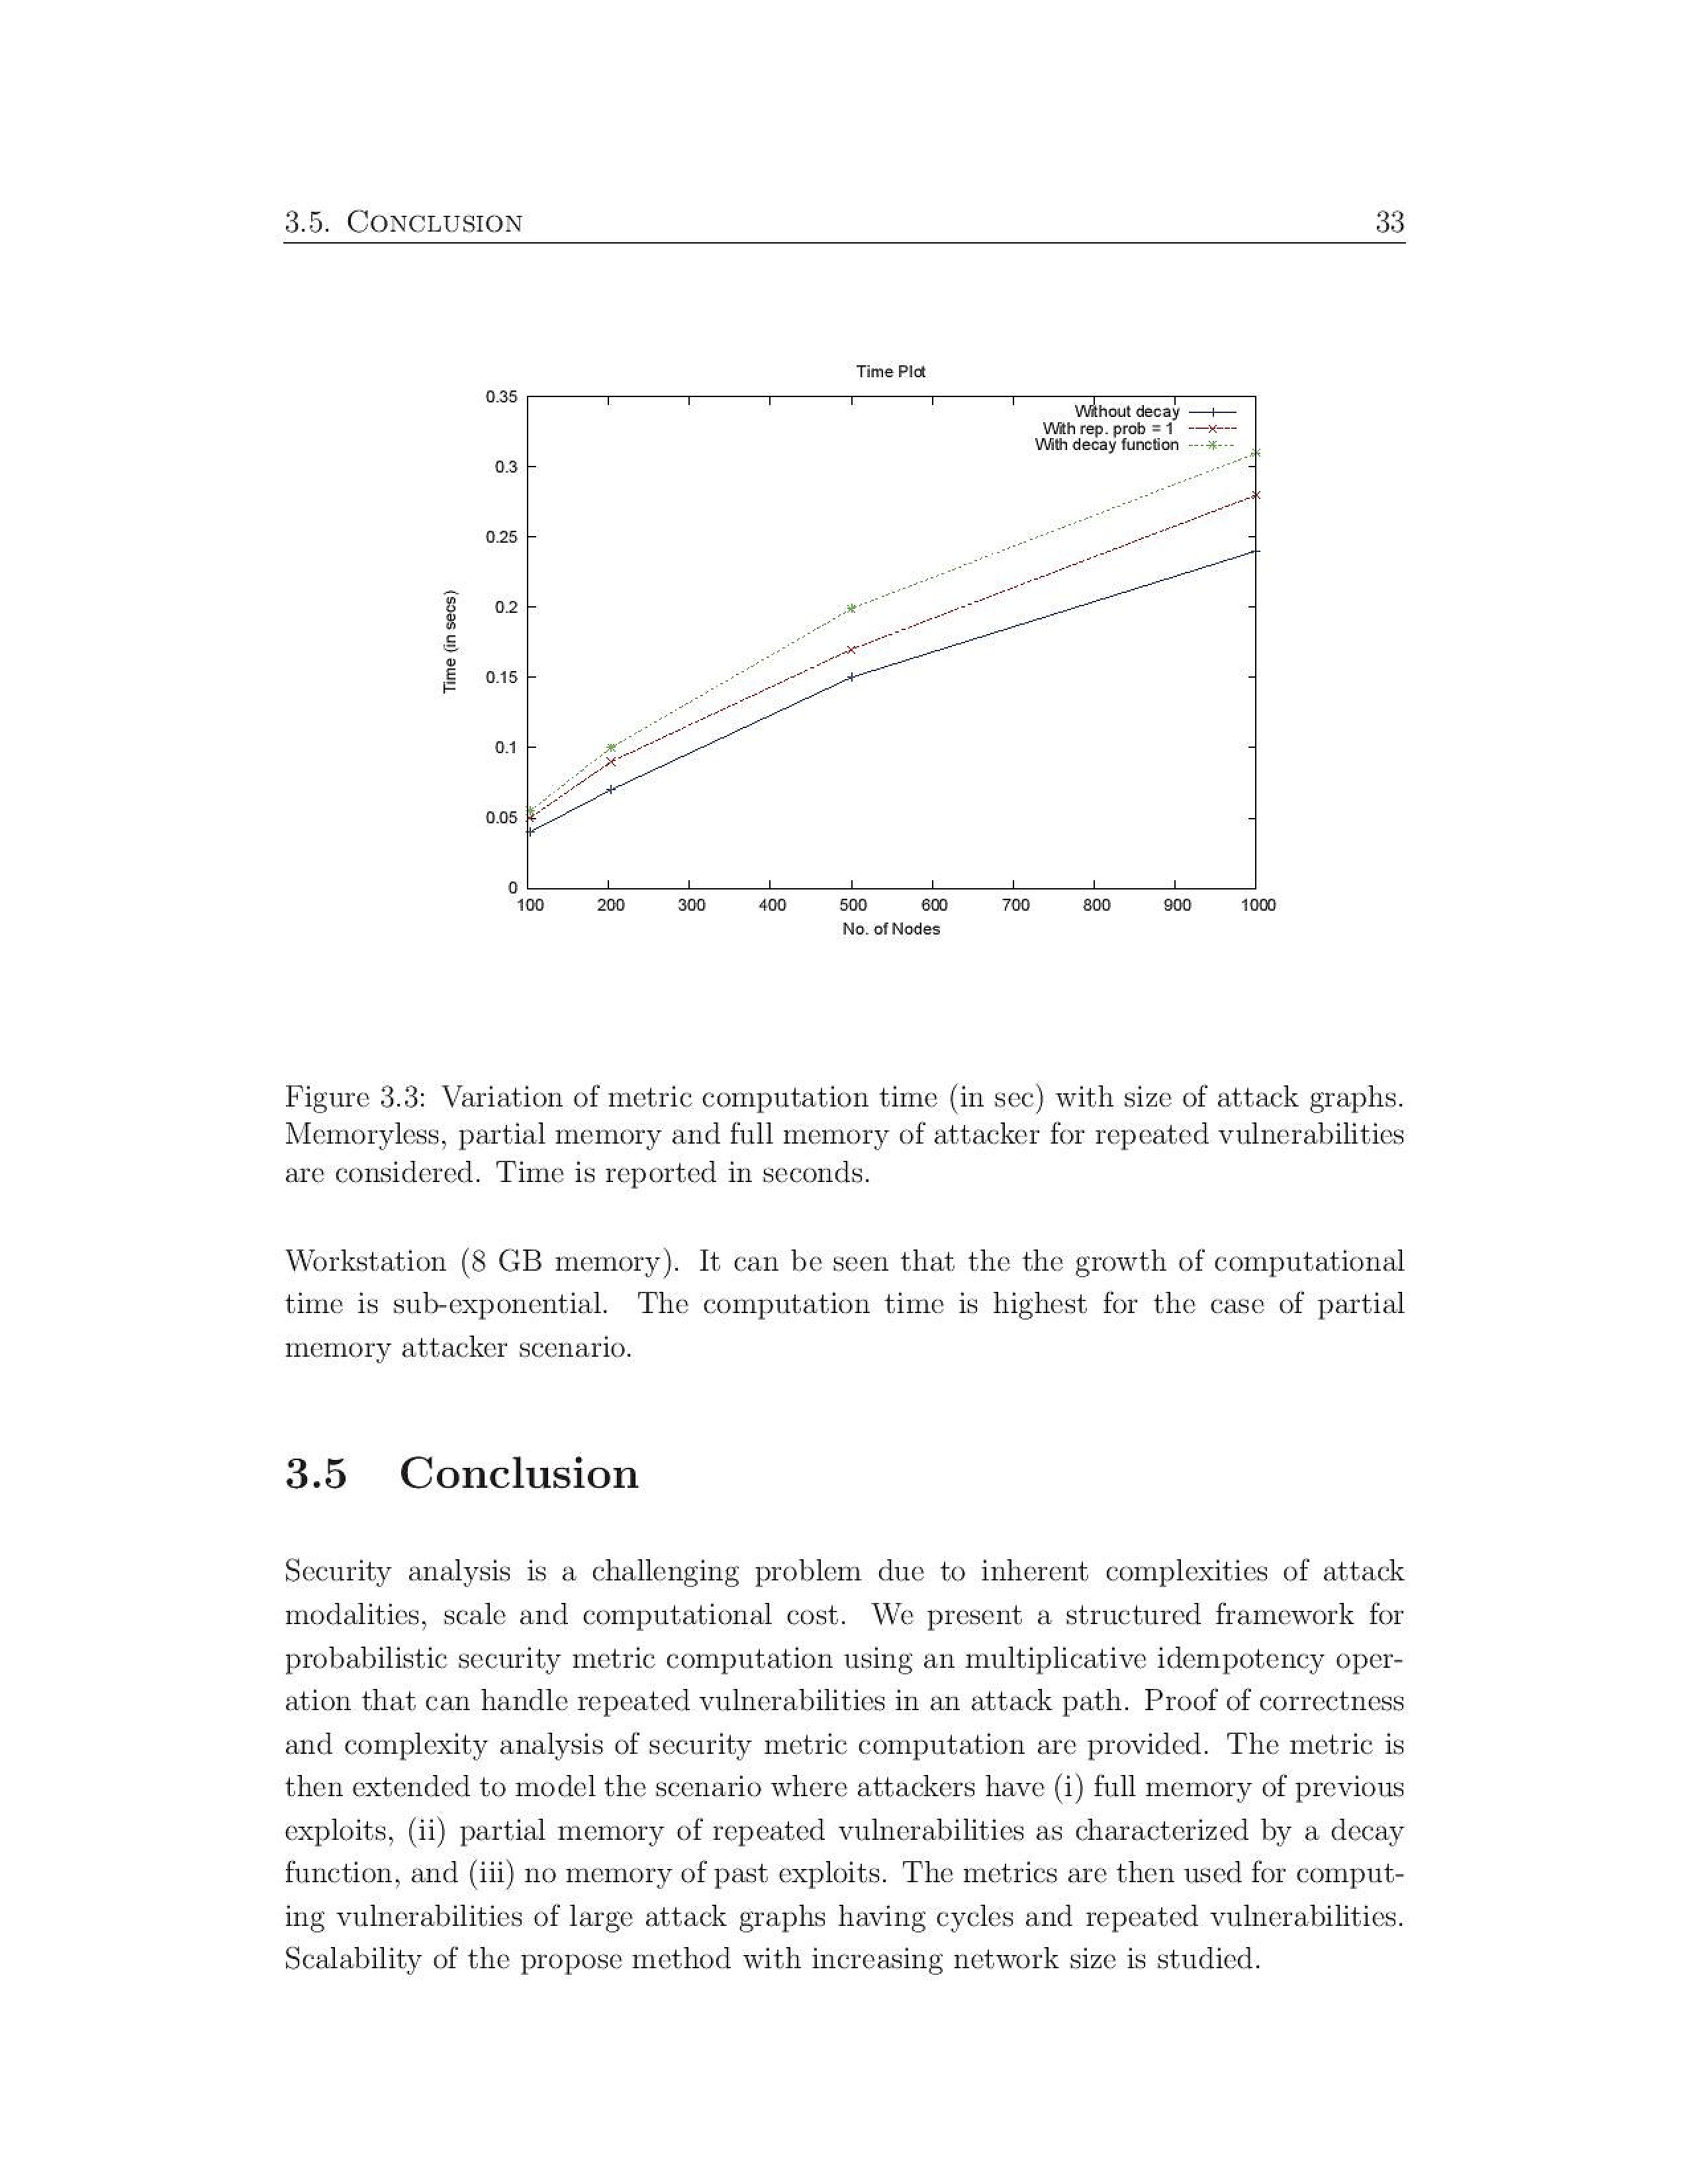 3.5. CONCLUSION 33
Time Plot
0.35
0.3
0.25
0.2
0.15
0.1
0.05
0
Time (in secs)
Without decay
With rep. prob = 1
With decay function
100 200 300 400 500 600 700 800 900 1000
No. of Nodes
Figure 3.3: Variation of metric computation time (in sec) with size of attack graphs.
Memoryless, partial memory and full memory of attacker for repeated vulnerabilities
are considered. Time is reported in seconds.
Workstation (8 GB memory). It can be seen that the the growth of computational
time is sub-exponential. The computation time is highest for the case of partial
memory attacker scenario.
3.5 Conclusion
Security analysis is a challenging problem due to inherent complexities of attack
modalities, scale and computational cost. We present a structured framework for
probabilistic security metric computation using an multiplicative idempotency oper-
ation that can handle repeated vulnerabilities in an attack path. Proof of correctness
and complexity analysis of security metric computation are provided. The metric is
then extended to model the scenario where attackers have (i) full memory of previous
exploits, (ii) partial memory of repeated vulnerabilities as characterized by a decay
function, and (iii) no memory of past exploits. The metrics are then used for comput-
ing vulnerabilities of large attack graphs having cycles and repeated vulnerabilities.
Scalability of the propose method with increasing network size is studied.